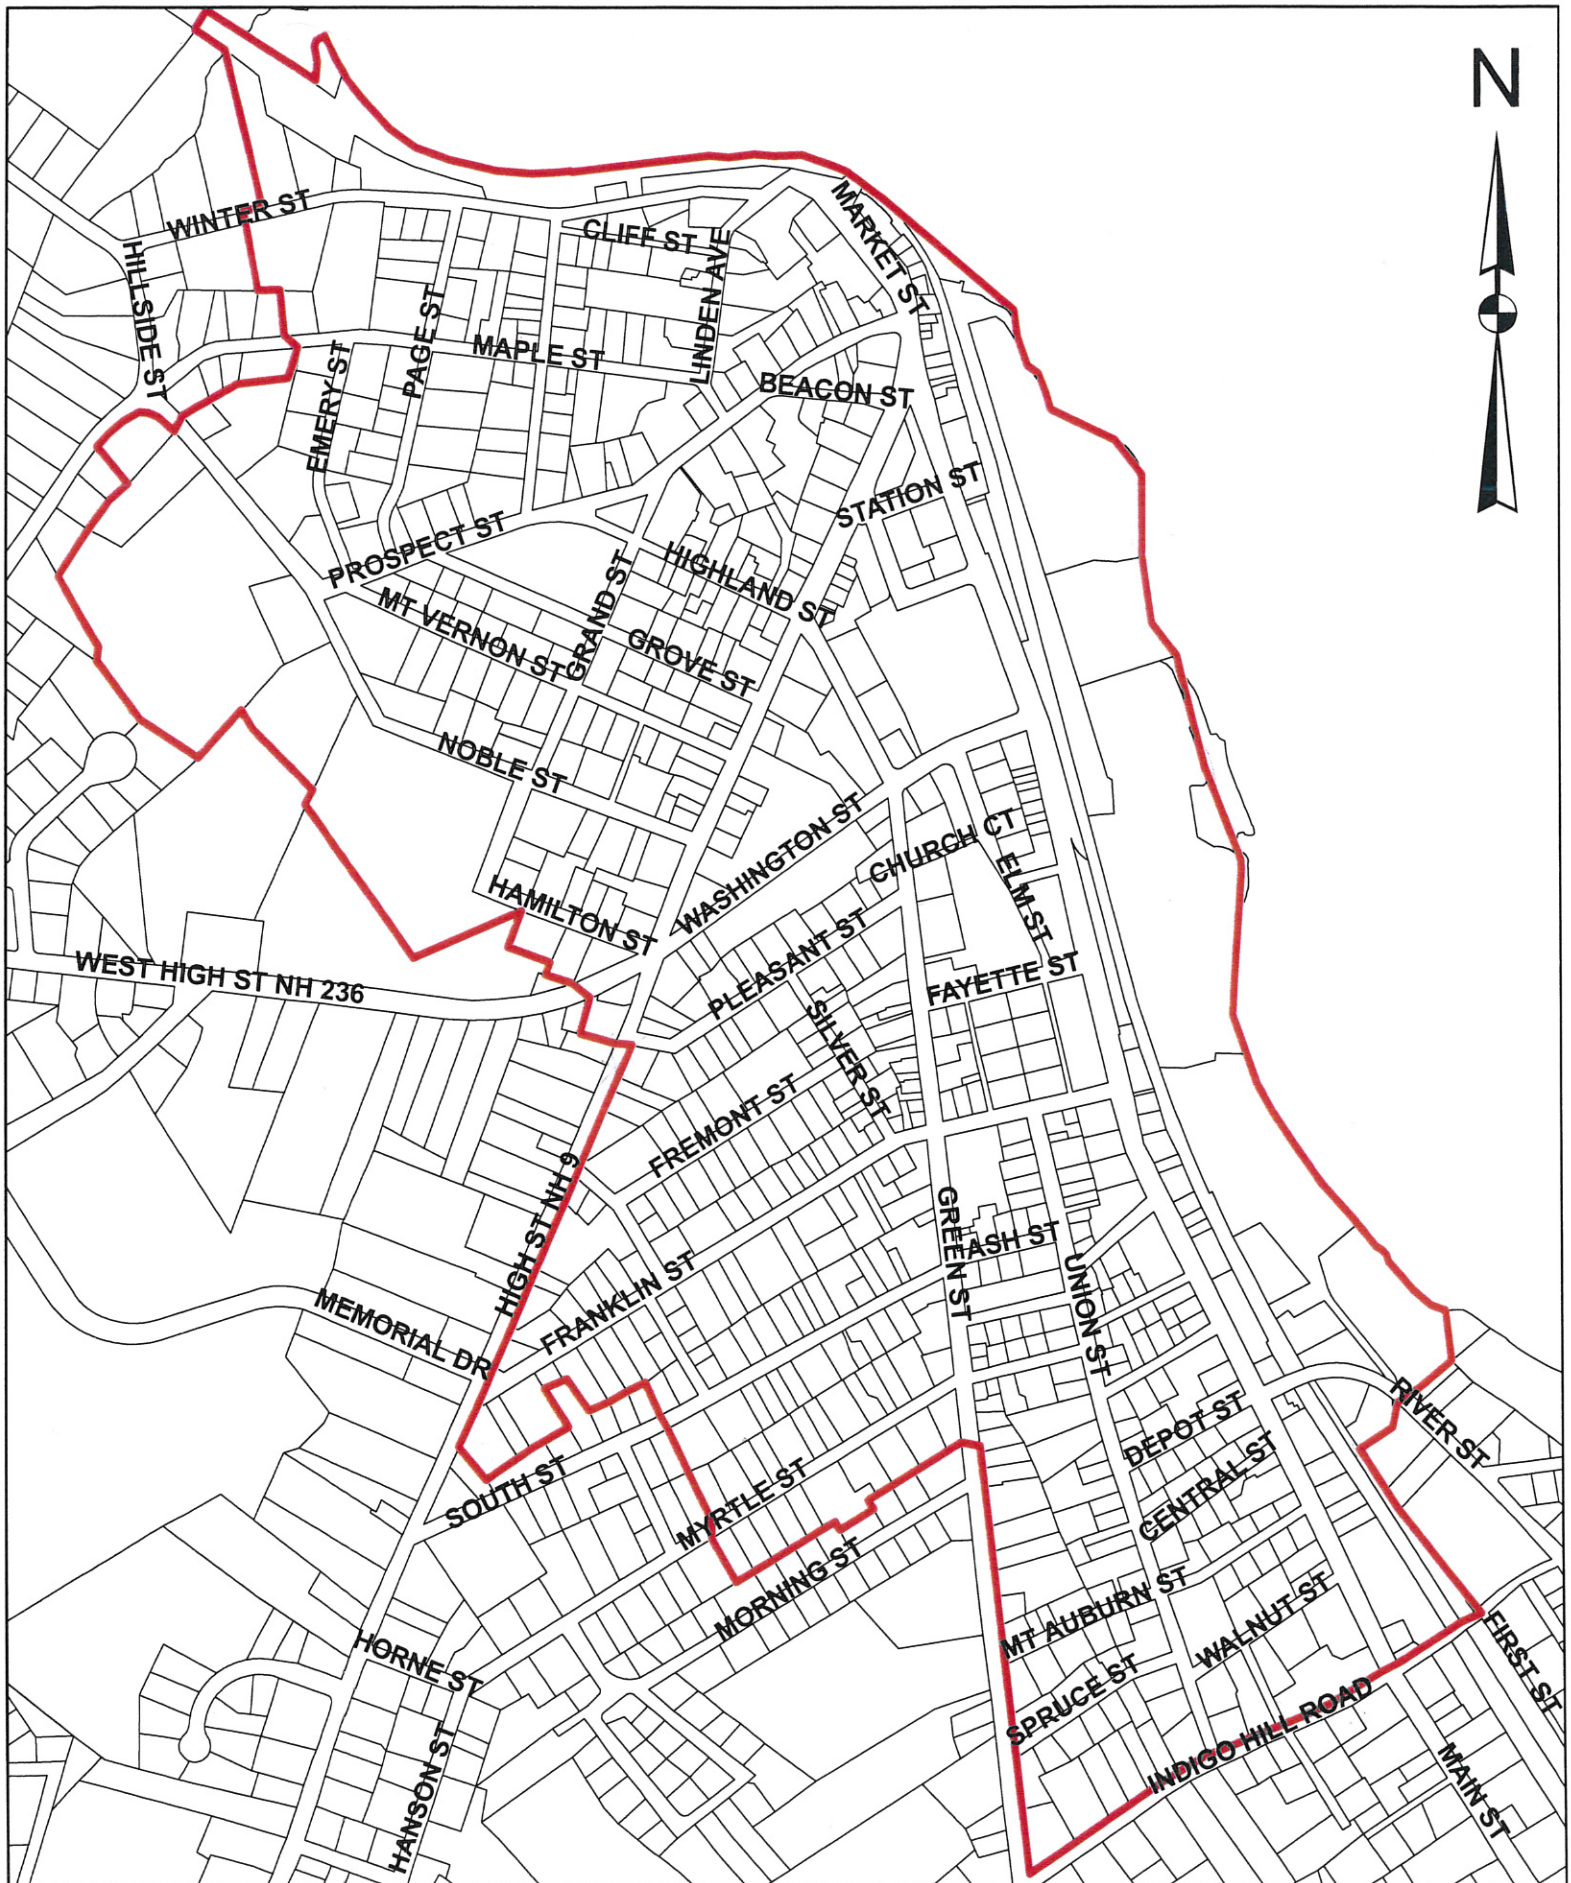 N
MARKET ST
WINTER ST
CLIFF ST
HILLSIDE ST
LINDEN AVE
PAGE ST
MAPLE ST
EMERY ST
BEACON ST
STATION ST
PROSPECT ST
HIGHLAND ST
MT VERNON ST
GRAND ST
GROVE ST
NOBLE ST
WASHINGTON ST
CHURCH CT
ELM ST
HAMILTON ST
PLEASANT ST
WEST HIGH ST NH 236
FAYETTE ST
SILVER ST
FREMONT ST
HIGH ST NH 9
GREEN ST
ASH ST
UNION ST
FRANKLIN ST
MEMORIAL DR
RIVER ST
DEPOT ST
CENTRAL ST
SOUTH ST
MYRTLE ST
MORNING ST
MT AUBURN ST
WALNUT ST
HORNE ST
SPRUCE ST
FIRST ST
INDIGO HILL ROAD
HANSON ST
MAIN ST